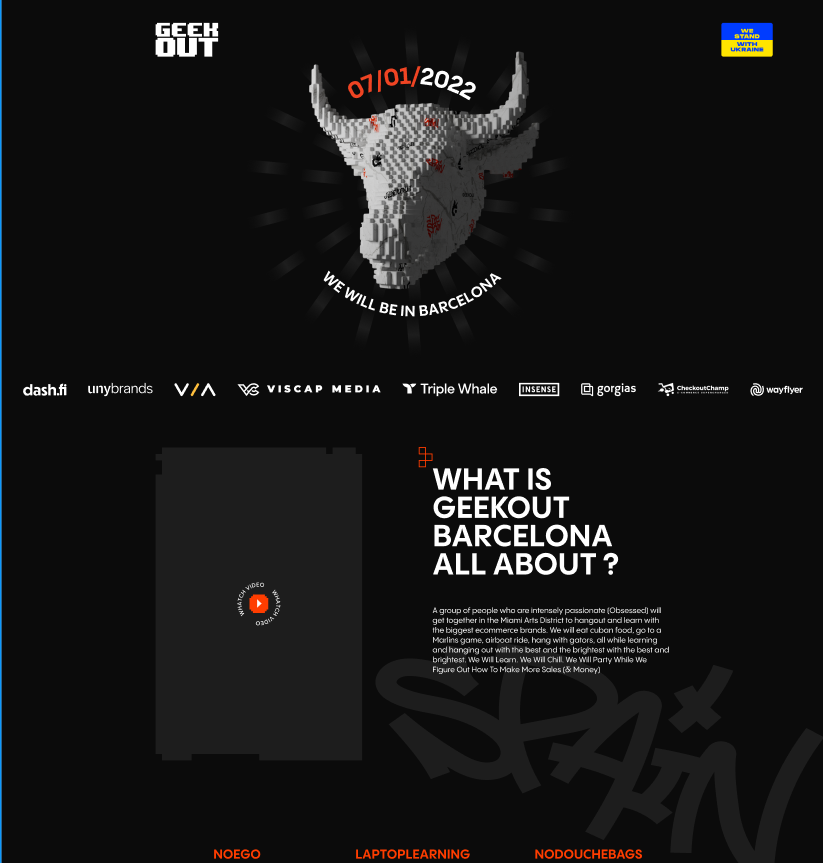 GEEK
OUT
WE
STAND
WITH
UKRAINE
07/01/2022
WE WILL BE IN BARCELONA
dash.fi
unybrands
VIA
VISCAP MEDIA
Triple Whale
INSENSE
gorgias
CheckoutChamp
wayflyer
WHAT IS
GEEKOUT
BARCELONA
ALL ABOUT ?
WHATCH VIDEO
WHATCH VIDEO
WHATCH VIDEO
A group of people who are intensely passionate (Obsessed) will
get together in the Miami Arts District to hangout and learn with
the biggest ecommerce brands. We will eat cuban food, go to a
Marlins game, airboat ride, hang with gators, all while learning
and hanging out with the best and the brightest with the best and
brightest. We Will Learn. We Will Chill. We Will Party While We
Figure Out How To Make More Sales (& Money)
SPAIN
NOEGO
LAPTOPLEARNING
NODOUCHEBAGS